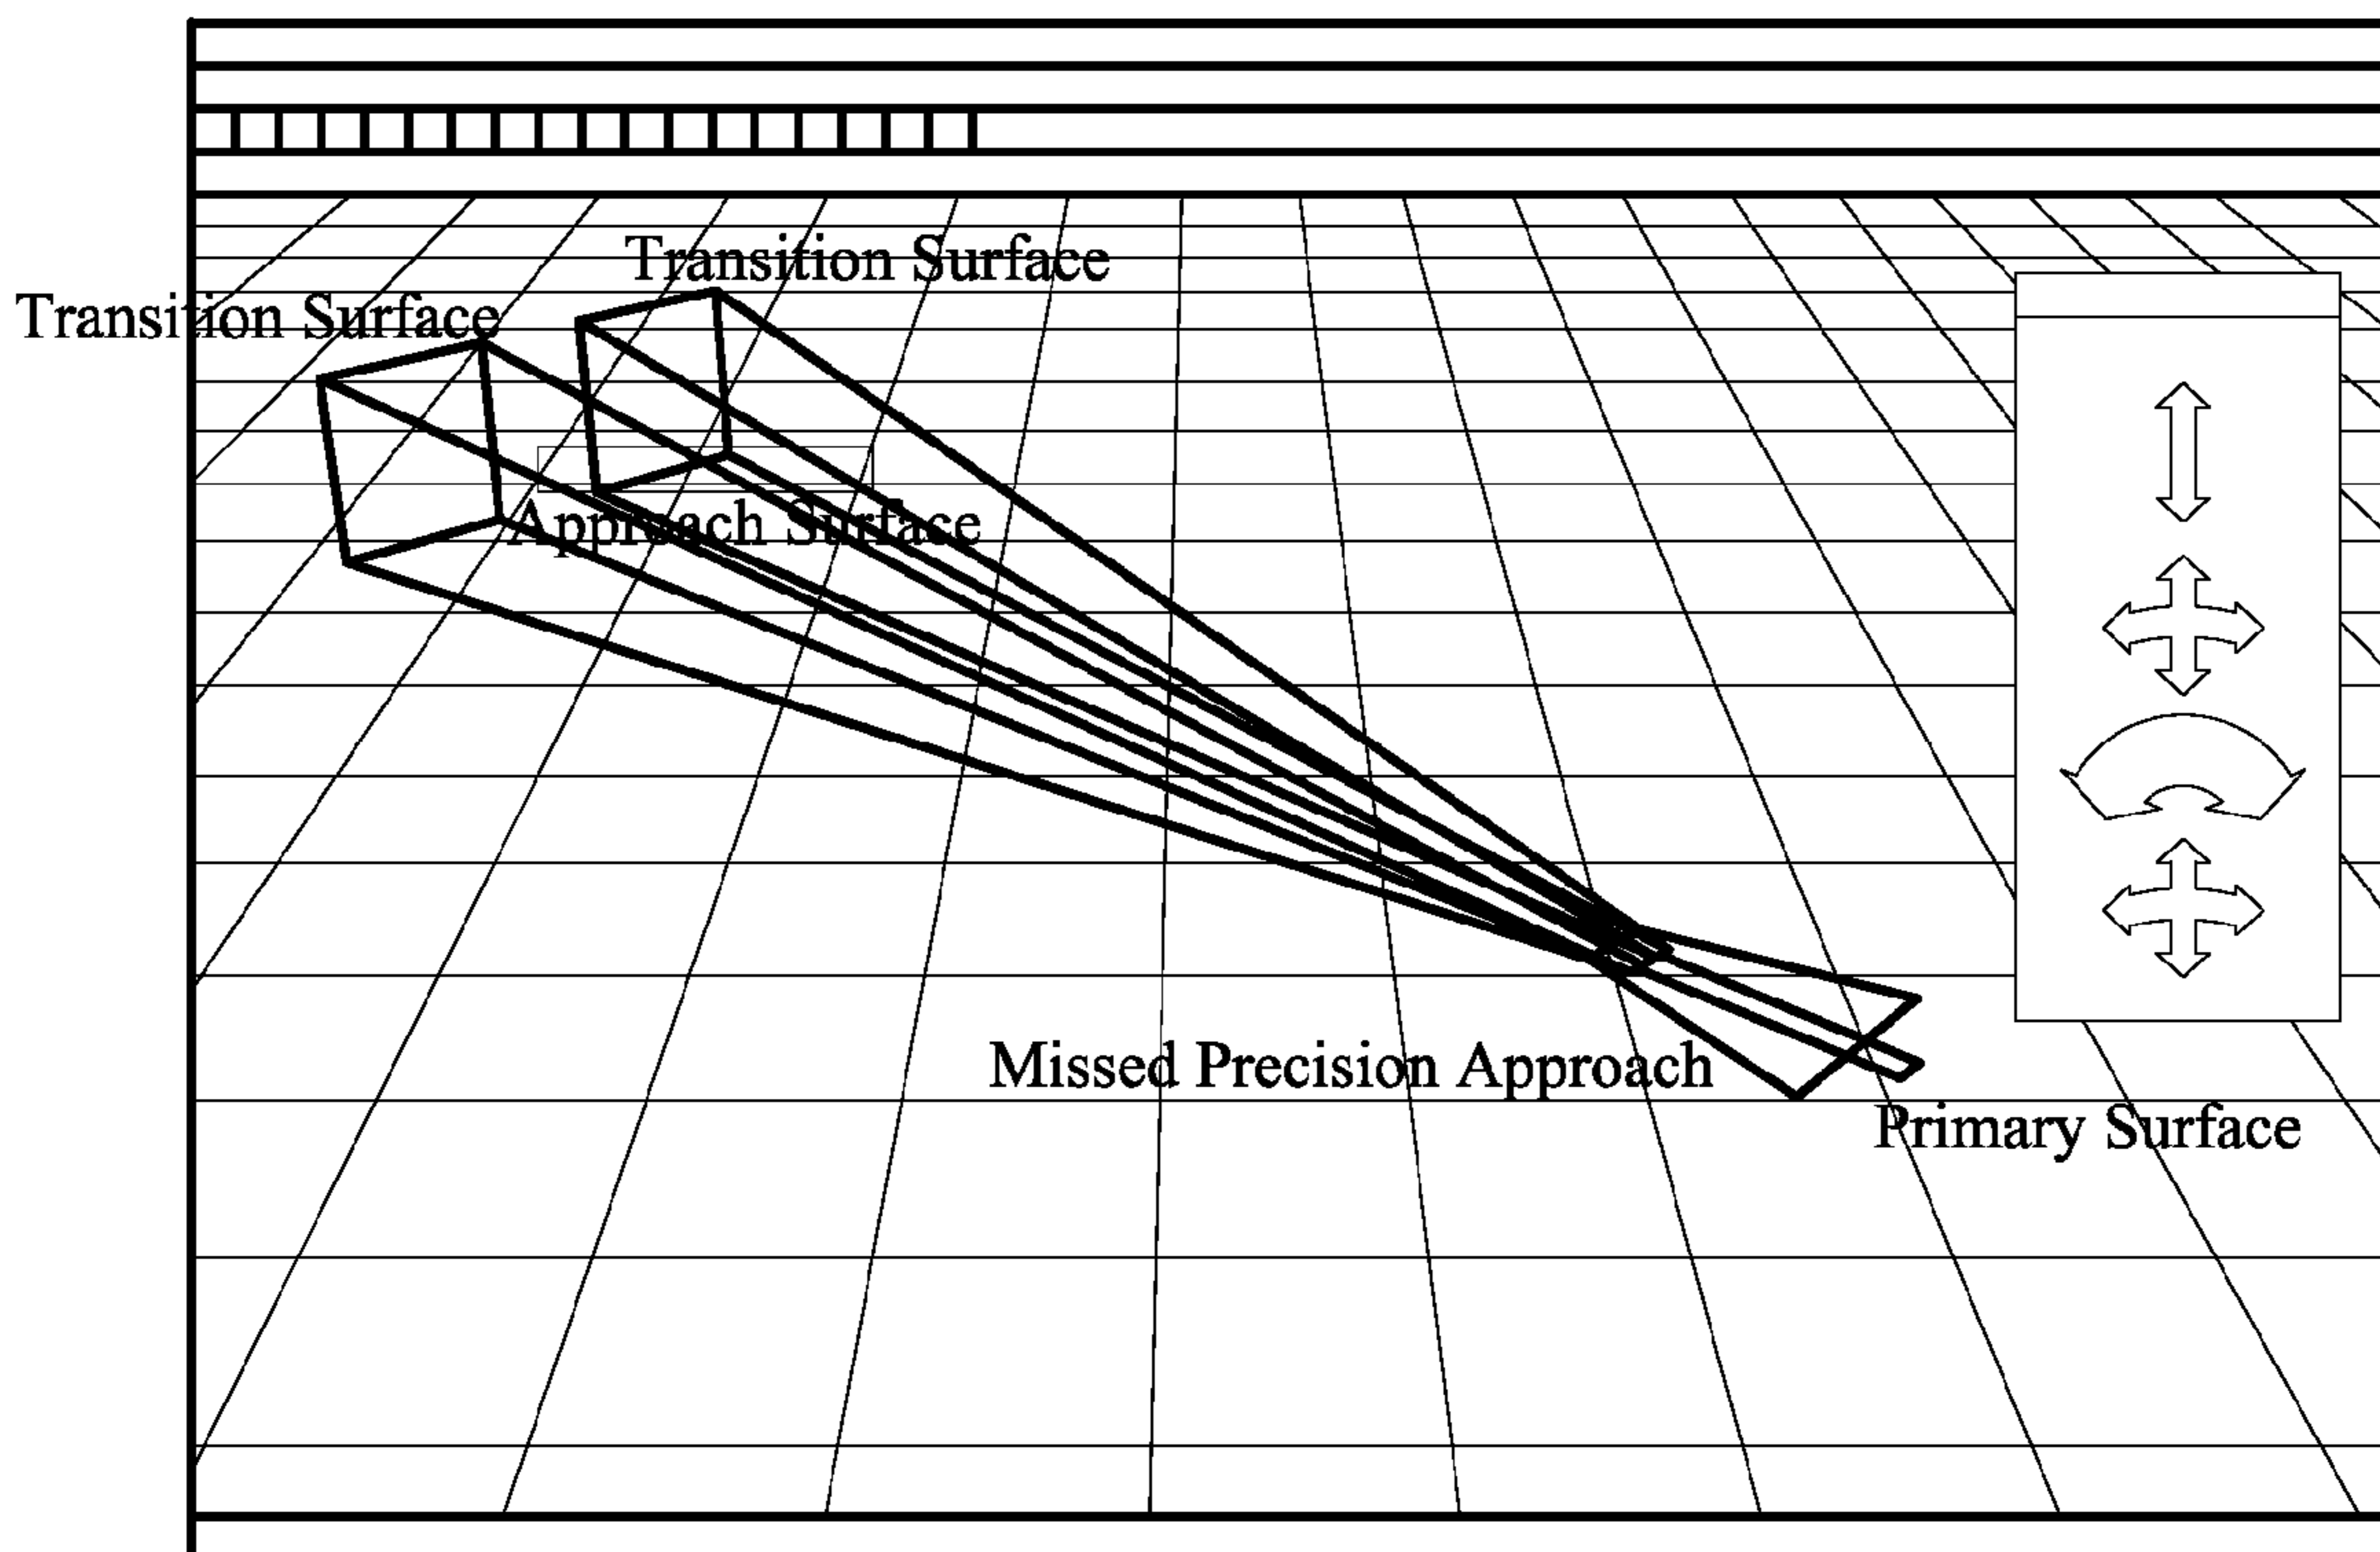 Transition Surface
Transition Surface
Approach Surface
Missed Precision Approach
Primary Surface